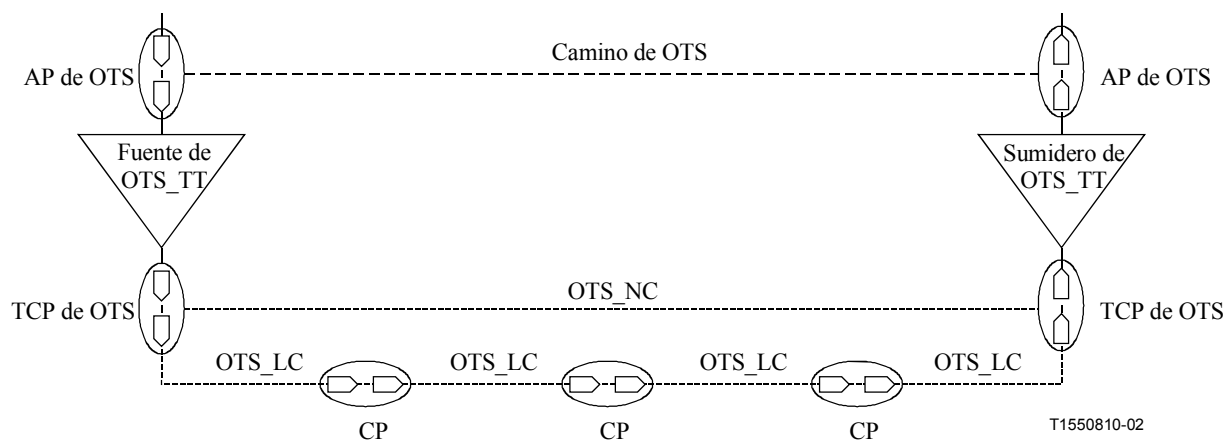 Camino de OTS
AP de OTS
AP de OTS
Fuente de
OTS_TT
Sumidero de
OTS_TT
OTS_NC
TCP de OTS
TCP de OTS
OTS_LC
OTS_LC
OTS_LC
OTS_LC
CP
CP
CP
T1550810-02